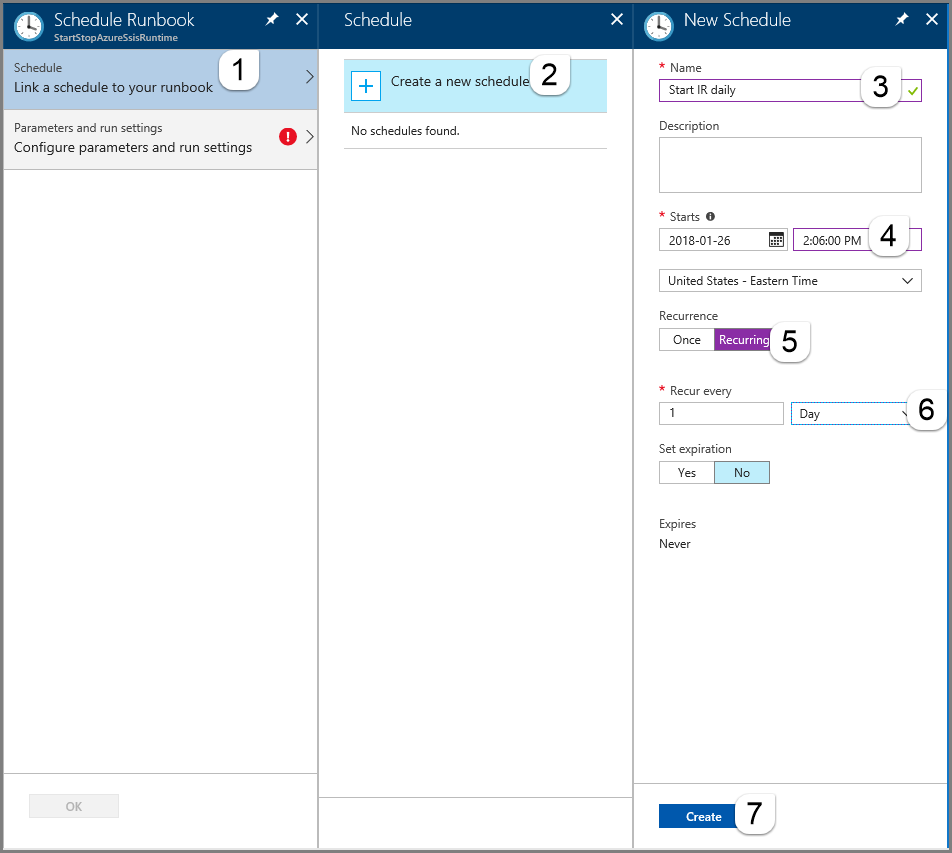 Schedule Runbook
StartStopAzureSsisRuntime
Schedule
Link a schedule to your runbook
1
Parameters and run settings
Configure parameters and run settings
!
OK
Schedule
Create a new schedule
2
No schedules found.
New Schedule
* Name
Start IR daily
3
Description
* Starts
2018-01-26
2:06:00 PM
4
United States - Eastern Time
Recurrence
Once
Recurring
5
* Recur every
1
Day
6
Set expiration
Yes
No
Expires
Never
Create
7